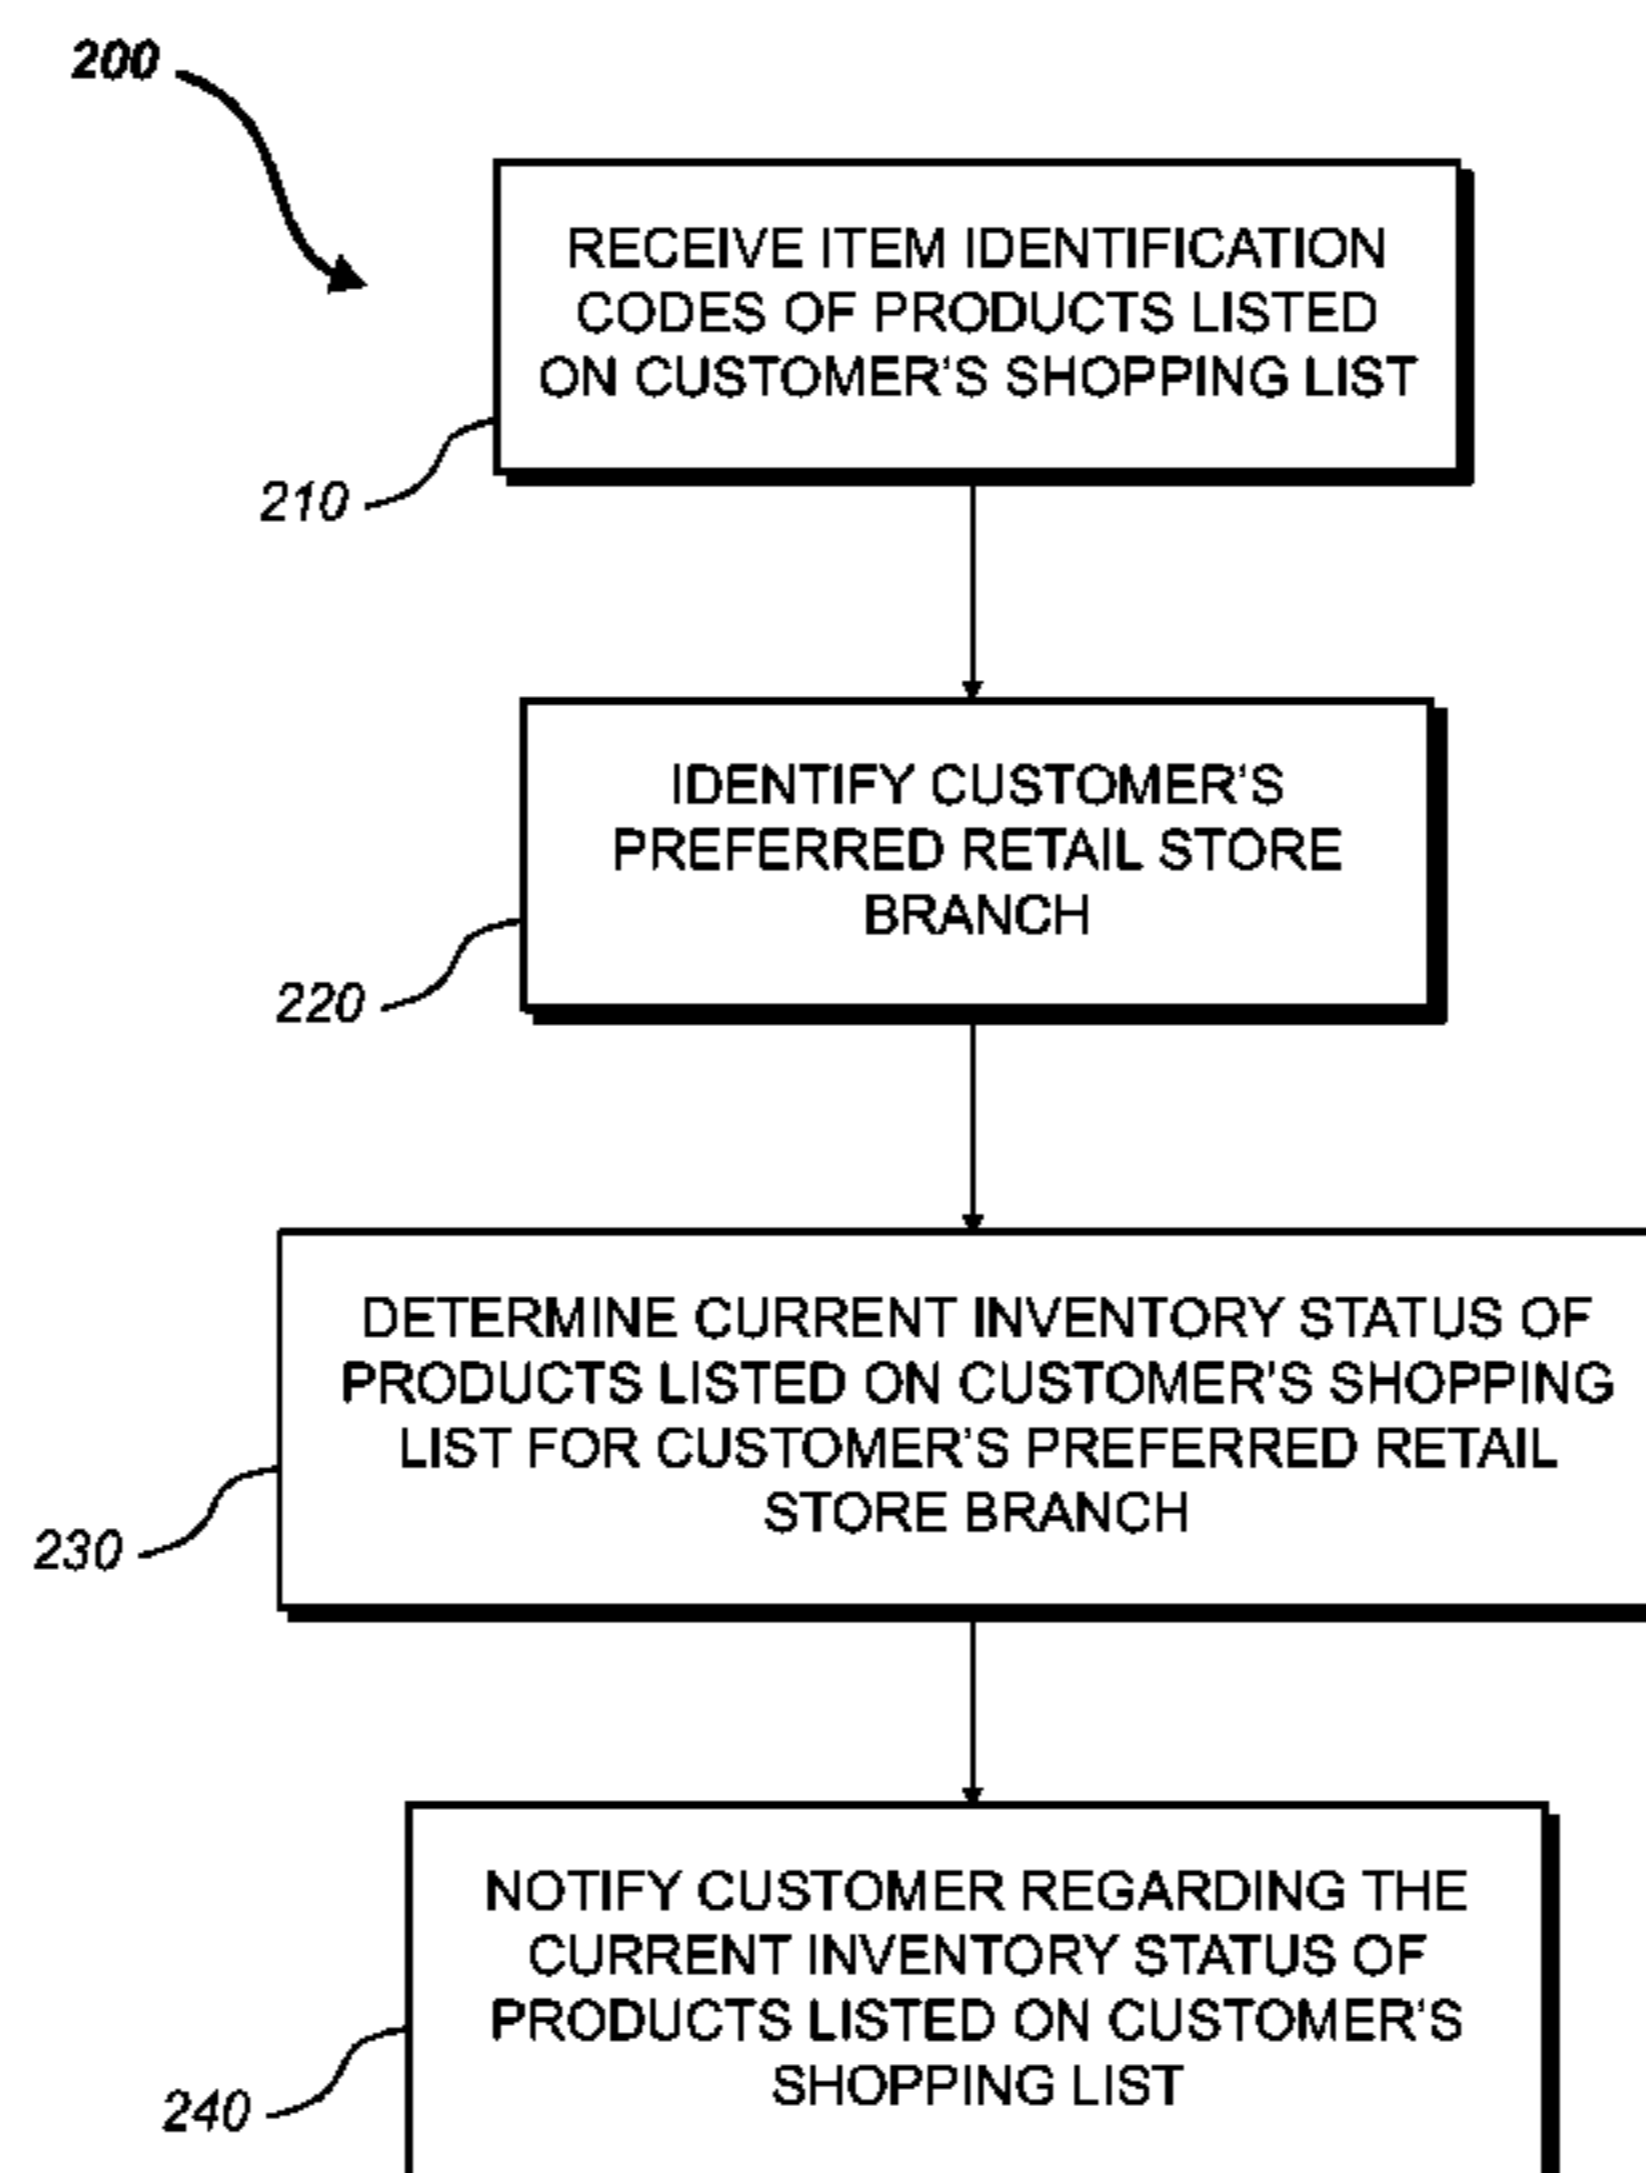 200
RECEIVE ITEM IDENTIFICATION
CODES OF PRODUCTS LISTED
ON CUSTOMER'S SHOPPING LIST
210
IDENTIFY CUSTOMER'S
PREFERRED RETAIL STORE
BRANCH
220
DETERMINE CURRENT INVENTORY STATUS OF
PRODUCTS LISTED ON CUSTOMER'S SHOPPING
LIST FOR CUSTOMER'S PREFERRED RETAIL
STORE BRANCH
230
NOTIFY CUSTOMER REGARDING THE
CURRENT INVENTORY STATUS OF
PRODUCTS LISTED ON CUSTOMER'S
SHOPPING LIST
240